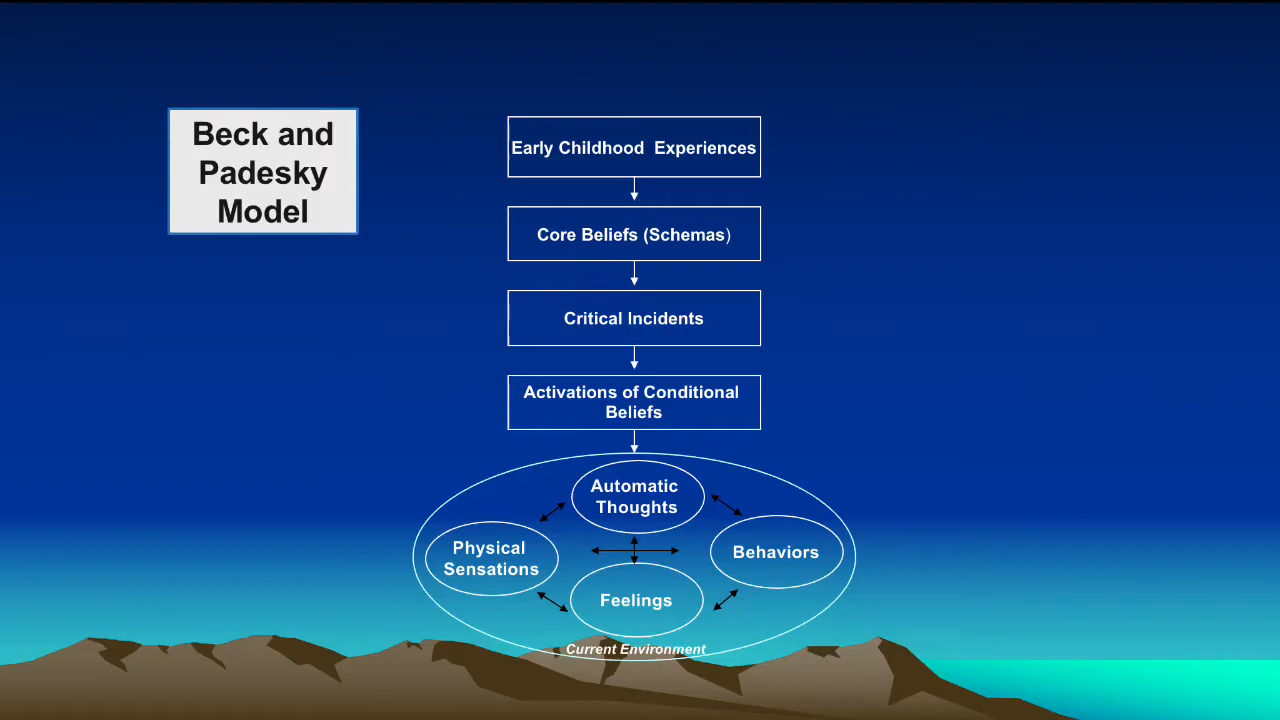 Beck and
Padesky
Model
Early Childhood  Experiences
Core Beliefs (Schemas)
Critical Incidents
Activations of Conditional
Beliefs
Automatic
Thoughts
Physical
Sensations
Behaviors
Feelings
Current Environment